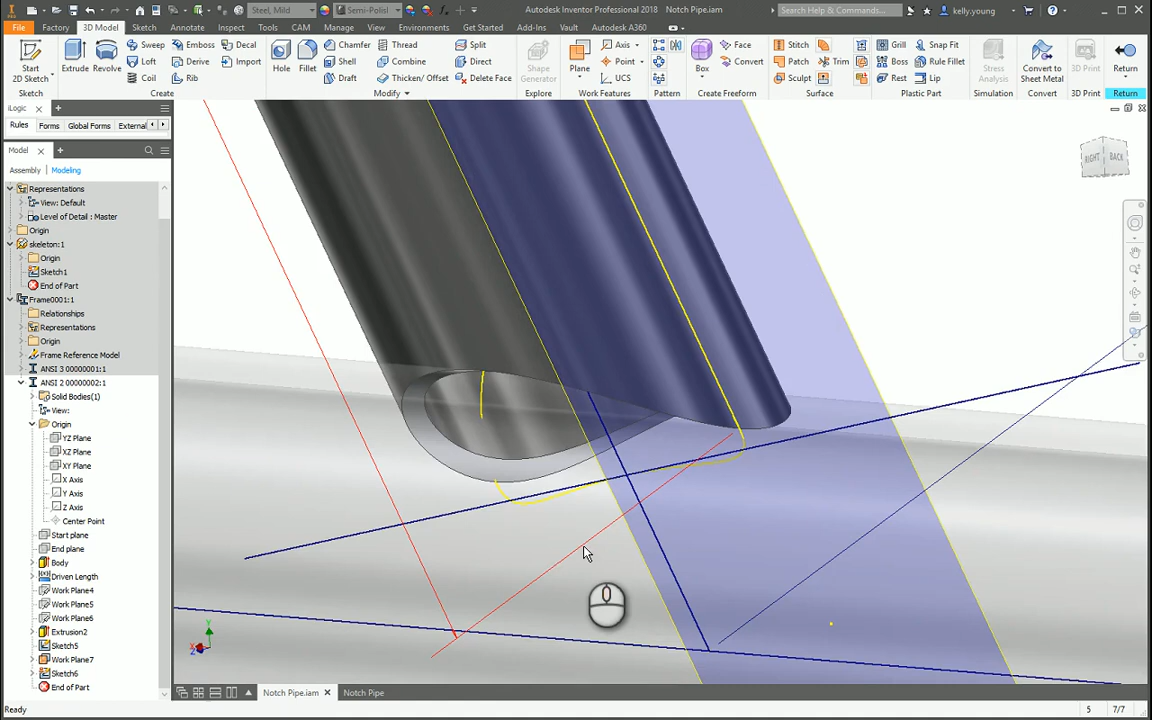 Steel, Mild
Semi-Polisl
Autodesk Inventor Professional 2018
Notch Pipe.iam
Search Help & Commands...
kelly.young
File
Factory
3D Model
Sketch
Annotate
Inspect
Tools
CAM
Manage
View
Environments
Get Started
Add-Ins
Vault
Autodesk A360
Start
2D Sketch
Sketch
Extrude
Revolve
Sweep
Loft
Coil
Emboss
Derive
Rib
Decal
Import
Create
Hole
Fillet
Chamfer
Shell
Draft
Thread
Combine
Thicken/ Offset
Split
Direct
Delete Face
Modify
Shape
Generator
Explore
Plane
Axis
Point
UCS
Work Features
Pattern
Box
Face
Convert
Create Freeform
Stitch
Patch
Sculpt
Trim
Surface
Grill
Boss
Rest
Snap Fit
Rule Fillet
Lip
Plastic Part
Stress
Analysis
Simulation
Convert to
Sheet Metal
Convert
3D Print
3D Print
Return
Return
iLogic
Rules
Forms
Global Forms
External
Model
Assembly
Modeling
Representations
View: Default
Level of Detail : Master
Origin
skeleton:1
Origin
Sketch1
End of Part
Frame0001:1
Relationships
Representations
Origin
Frame Reference Model
ANSI 3 00000001:1
ANSI 2 00000002:1
Solid Bodies(1)
View:
Origin
YZ Plane
XZ Plane
XY Plane
X Axis
Y Axis
Z Axis
Center Point
Start plane
End plane
Body
Driven Length
Work Plane4
Work Plane5
Work Plane6
Extrusion2
Sketch5
Work Plane7
Sketch6
End of Part
RIGHT
BACK
Y
X
Z
Notch Pipe.iam
Notch Pipe
Ready
5
7/7